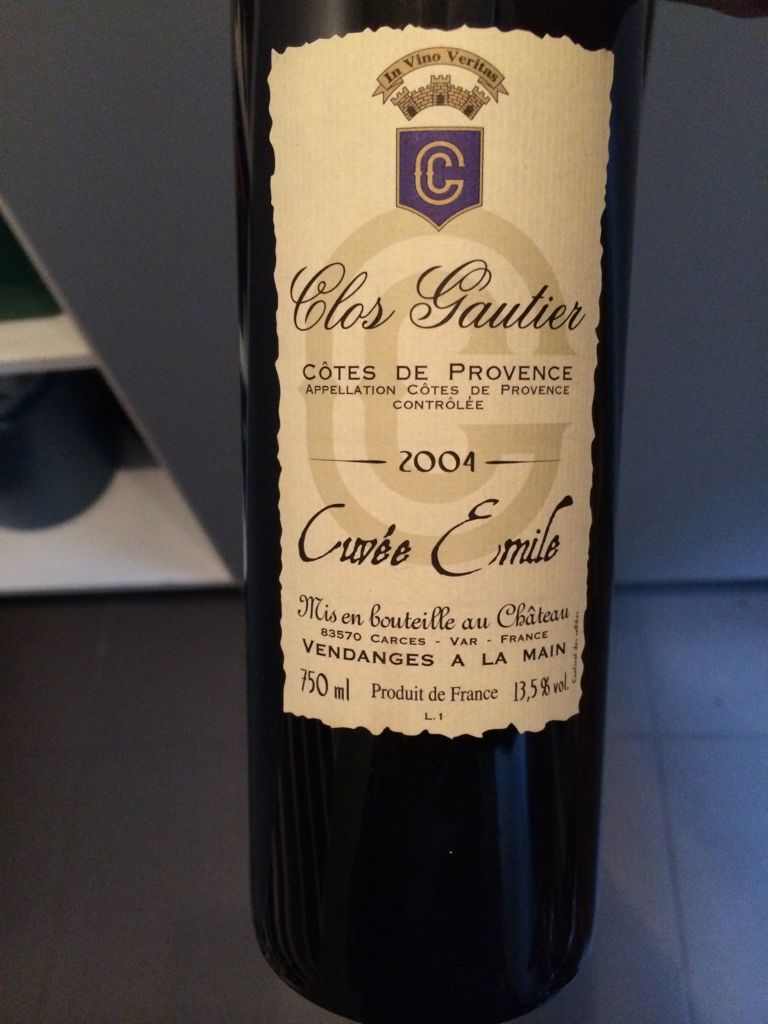 In Vino Veritas
CG
Clos Gautier
CÔTES DE PROVENCE
APPELLATION CÔTES DE PROVENCE
CONTRÔLÉE
2004
Cuvée Emile
Mis en bouteille au Château
83570 CARCES - VAR - FRANCE
VENDANGES A LA MAIN
750 ml Produit de France 13,5 % vol.
L.1